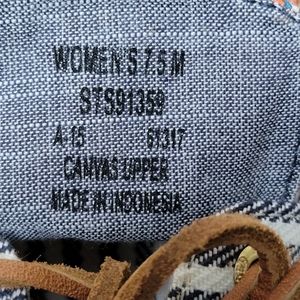 WOMEN'S 7.5 M
STS91359
A-15 61317
CANVAS UPPER
MADE IN INDONESIA